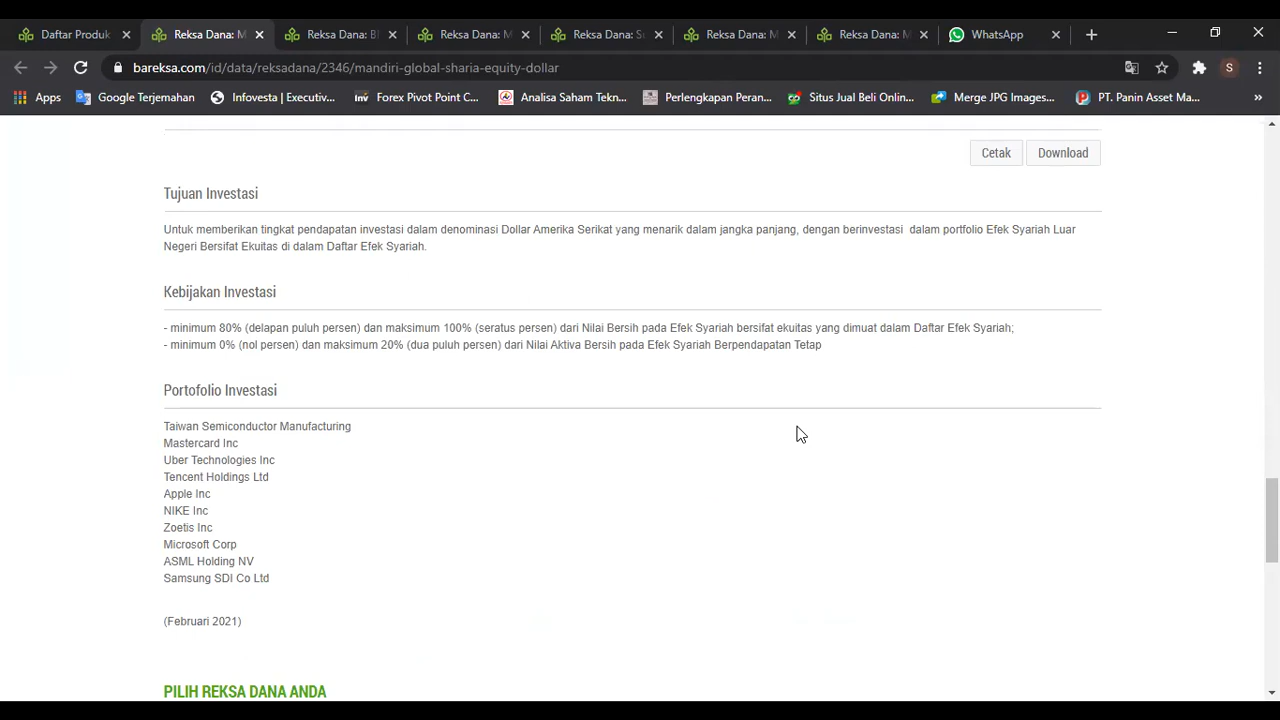 Daftar Produk
Reksa Dana: M
Reksa Dana: B
Reksa Dana: M
Reksa Dana: S
Reksa Dana: M
Reksa Dana: M
WhatsApp
bareksa.com/id/data/reksadana/2346/mandiri-global-sharia-equity-dollar
S
Apps
Google Terjemahan
Infovesta | Executiv...
inv
Forex Pivot Point C...
Analisa Saham Tekn...
Perlengkapan Peran...
Situs Jual Beli Onlin...
Merge JPG Images...
PT. Panin Asset Ma...
»
Cetak
Download
Tujuan Investasi
Untuk memberikan tingkat pendapatan investasi dalam denominasi Dollar Amerika Serikat yang menarik dalam jangka panjang, dengan berinvestasi dalam portfolio Efek Syariah Luar
Negeri Bersifat Ekuitas di dalam Daftar Efek Syariah.
Kebijakan Investasi
- minimum 80% (delapan puluh persen) dan maksimum 100% (seratus persen) dari Nilai Bersih pada Efek Syariah bersifat ekuitas yang dimuat dalam Daftar Efek Syariah;
- minimum 0% (nol persen) dan maksimum 20% (dua puluh persen) dari Nilai Aktiva Bersih pada Efek Syariah Berpendapatan Tetap
Portofolio Investasi
Taiwan Semiconductor Manufacturing
Mastercard Inc
Uber Technologies Inc
Tencent Holdings Ltd
Apple Inc
NIKE Inc
Zoetis Inc
Microsoft Corp
ASML Holding NV
Samsung SDI Co Ltd
(Februari 2021)
PILIH REKSA DANA ANDA